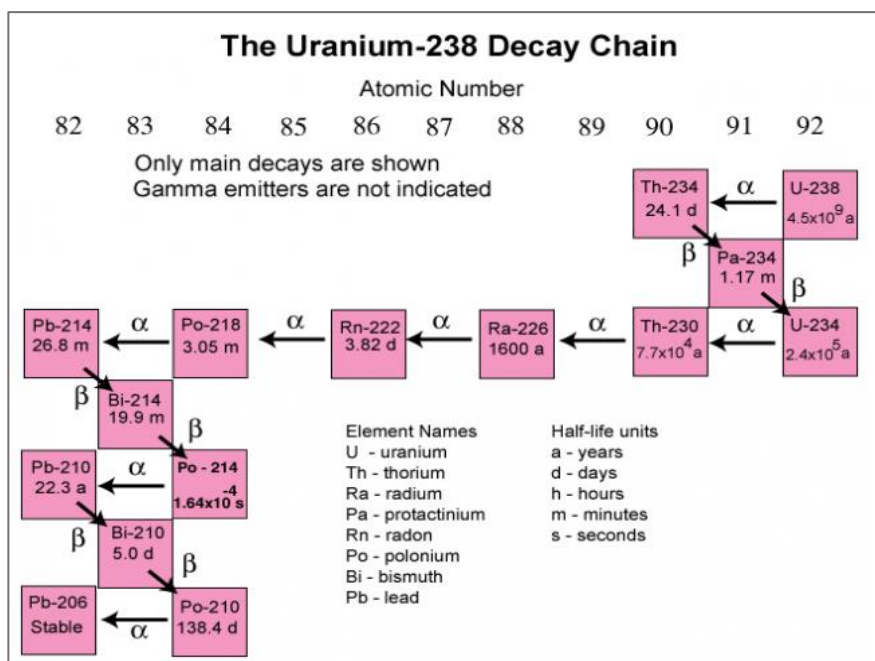 The Uranium-238 Decay Chain
Atomic Number
82 83 84 85 86 87 88 89 90 91 92
Only main decays are shown
Gamma emitters are not indicated
Th-234
24.1 d
α
U-238
4.5x10⁹ a
β
Pa-234
1.17 m
β
Pb-214
26.8 m
α
Po-218
3.05 m
α
Rn-222
3.82 d
α
Ra-226
1600 a
α
Th-230
7.7x10⁴ a
α
U-234
2.4x10⁵ a
β
Bi-214
19.9 m
β
Pb-210
22.3 a
α
Po - 214
1.64x10⁻⁴ s
β
Bi-210
5.0 d
β
Pb-206
Stable
α
Po-210
138.4 d
Element Names
U - uranium
Th - thorium
Ra - radium
Pa - protactinium
Rn - radon
Po - polonium
Bi - bismuth
Pb - lead
Half-life units
a - years
d - days
h - hours
m - minutes
s - seconds